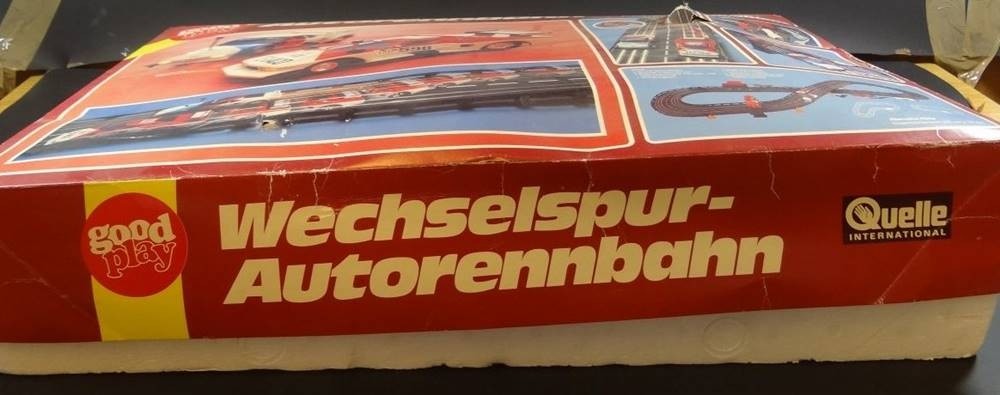 good
play
Wechselspur-
Autorennbahn
Quelle
INTERNATIONAL